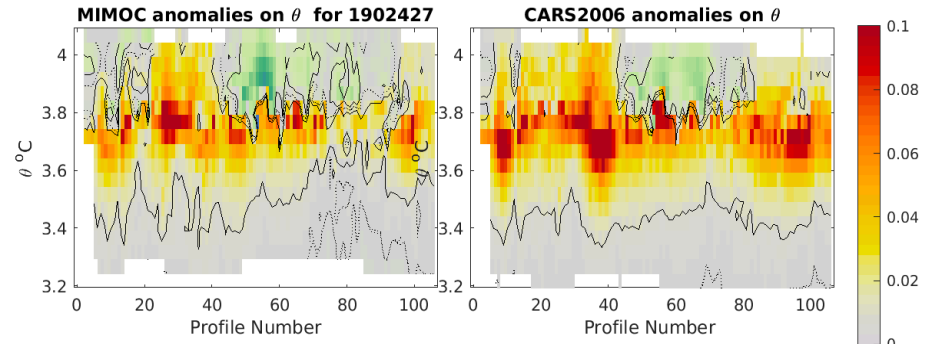 MIMOC anomalies on θ for 1902427
CARS2006 anomalies on θ
θ °C
4
3.8
3.6
3.4
3.2
0 20 40 60 80 100
Profile Number
θ °C
4
3.8
3.6
3.4
3.2
0 20 40 60 80 100
Profile Number
0.1
0.08
0.06
0.04
0.02
0